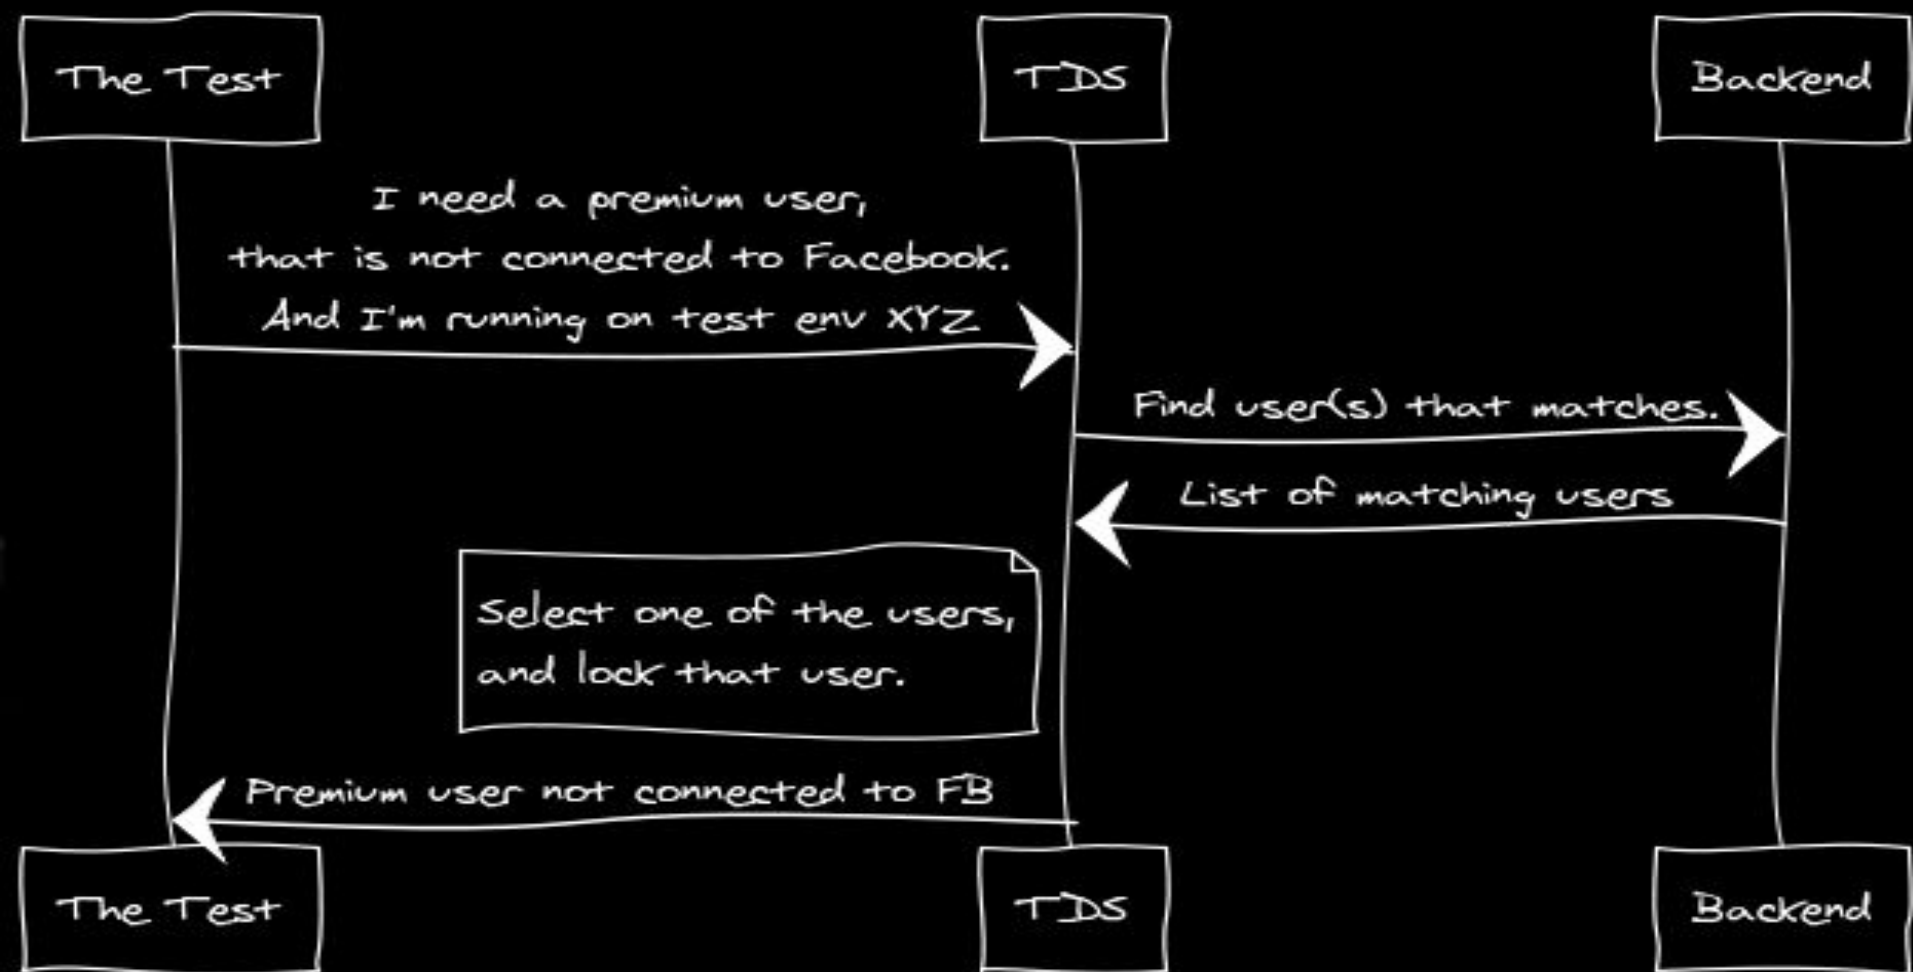 The Test
TDS
Backend
I need a premium user,
that is not connected to Facebook.
And I'm running on test env XYZ
Find user(s) that matches.
List of matching users
Select one of the users,
and lock that user.
Premium user not connected to FB
The Test
TDS
Backend